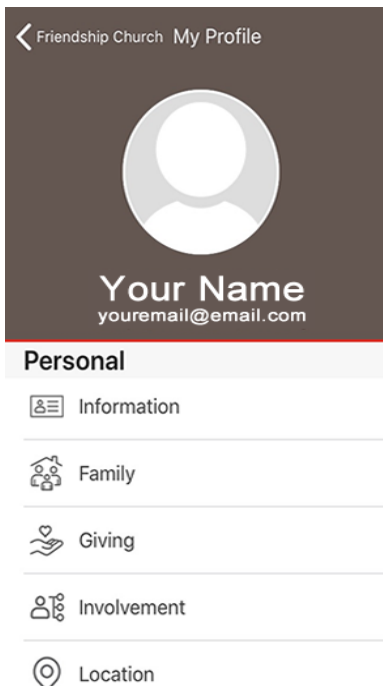 Friendship Church My Profile
Your Name
youremail@email.com
Personal
Information
Family
Giving
Involvement
Location